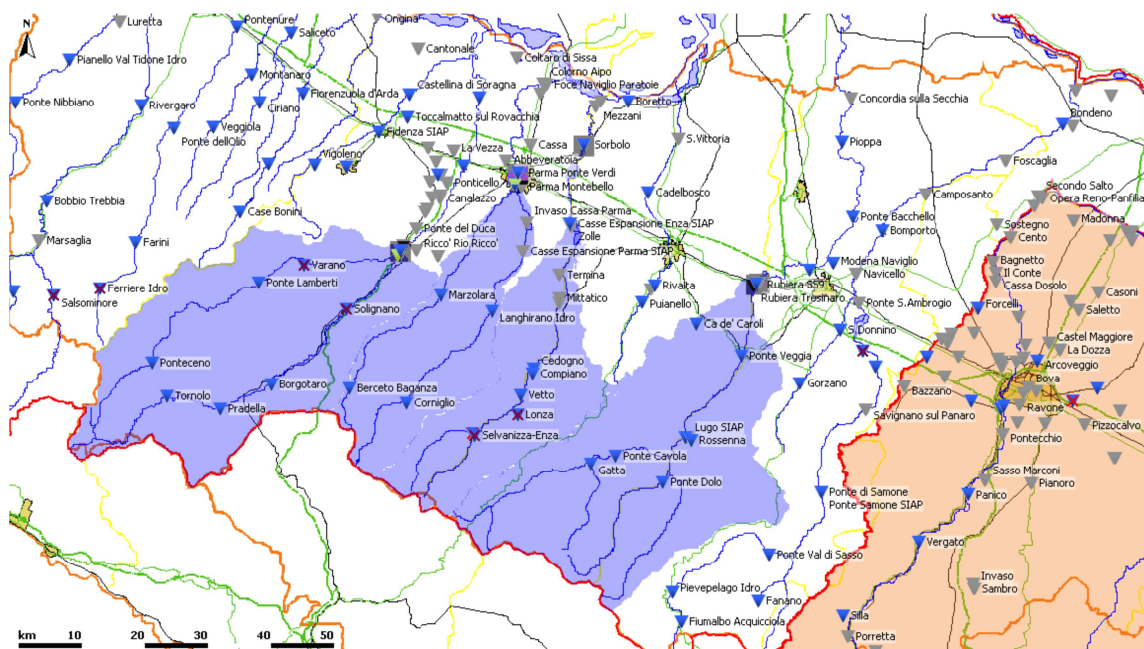 N
Luretta
Pontenure
Saliceto
Ongina
Cantonale
Coltaro di Sissa
Pianello Val Tidone Idro
Montanaro
Colorno Aipo
Foce Naviglio Paratoie
Ponte Nibbiano
Rivergaro
Ciriano
Fiorenzuola d'Arda
Castellina di Soragna
Mezzani
Boretto
Concordia sulla Secchia
Bondeno
Toccalmatto sul Rovacchia
Veggiola
Ponte dellOlio
Fidenza SIAP
Vigoleno
La Vezza
Cassa
Sorbolo
S.Vittoria
Pioppa
Abbeveratoia
Foscaglia
Parma Ponte Verdi
Ponticello
Parma Montebello
Canalazzo
Bobbio Trebbia
Case Bonini
Cadelbosco
Camposanto
Secondo Salto
Opera Reno-Panfilia
Invaso Cassa Parma
Casse Espansione Enza SIAP
Zolle
Ponte Bacchello
Bomporto
Sostegno
Madonna
Cento
Marsaglia
Farini
Ponte del Duca
Ricco' Rio Ricco'
Casse Espansione Parma SIAP
Varano
Ponte Lamberti
Termina
Mittatico
Rivalta
Modena Naviglio
Navicello
Bagnetto
Il Conte
Cassa Dosolo
Ferriere Idro
Salsominore
Marzolara
Puianello
Rubiera SS9
Rubiera Tresinaro
Ponte S.Ambrogio
Casoni
Solignano
Langhirano Idro
Ca de' Caroli
Forcelli
Saletto
S.Donnino
Castel Maggiore
La Dozza
Ponte Veggia
Arcoveggio
Ponteceno
Cedogno
Compiano
Borgotaro
Berceto Baganza
Gorzano
Bazzano
Bova
Tornolo
Vetto
Corniglio
Pradella
Lonza
Savignano sul Panaro
Ravone
Pizzocalvo
Selvanizza-Enza
Lugo SIAP
Rossenna
Pontecchio
Ponte Cavola
Gatta
Ponte Dolo
Sasso Marconi
Pianoro
Ponte di Samone
Ponte Samone SIAP
Panico
Vergato
Ponte Val di Sasso
Invaso
Sambro
Pievepelago Idro
Fanano
Fiumalbo Acquicciola
Silla
Porretta
km 10 20 30 40 50